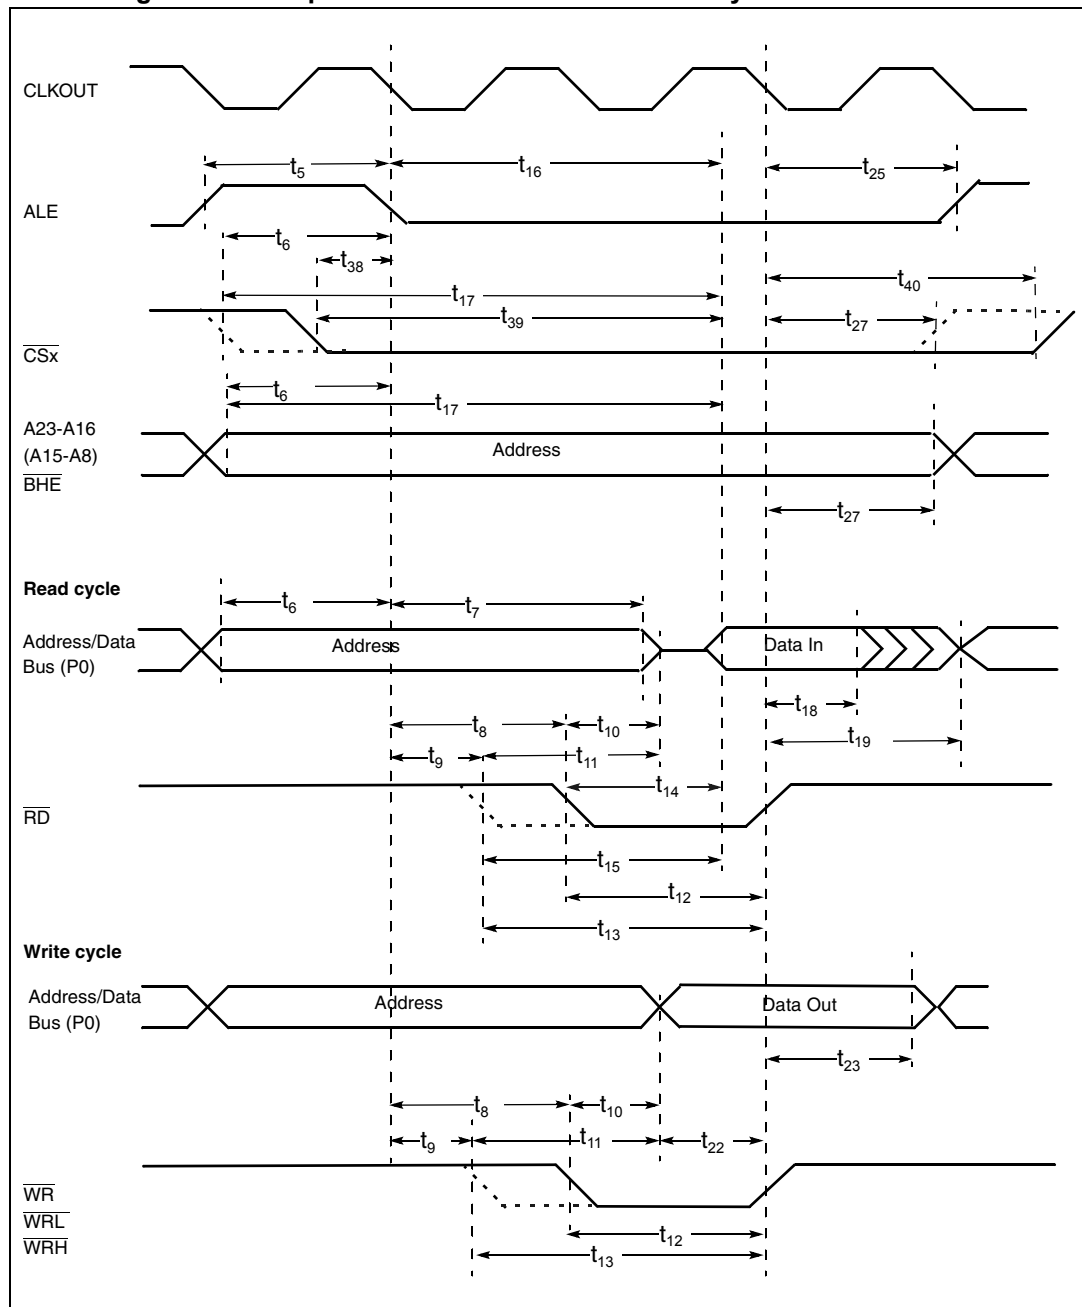 CLKOUT
t5
t16
t25
ALE
t6
t38
t40
t17
t39
t27
CSx
t6
t17
A23-A16
(A15-A8)
BHE
Address
t27
Read cycle
t6
t7
Address/Data
Bus (P0)
Address
Data In
t18
t8
t10
t19
t9
t11
t14
RD
t15
t12
t13
Write cycle
Address/Data
Bus (P0)
Address
Data Out
t23
t8
t10
t9
t11
t22
WR
WRL
WRH
t12
t13